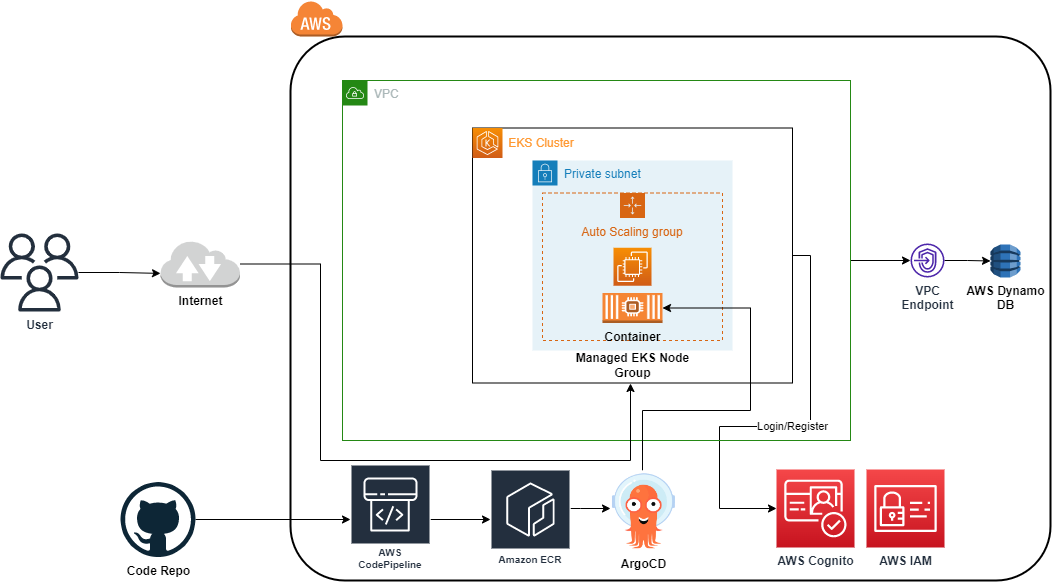 AWS
VPC
EKS Cluster
Private subnet
Auto Scaling group
Container
Managed EKS Node
Group
User
Internet
VPC
Endpoint
AWS Dynamo
DB
Login/Register
Code Repo
AWS
CodePipeline
Amazon ECR
ArgoCD
AWS Cognito
AWS IAM